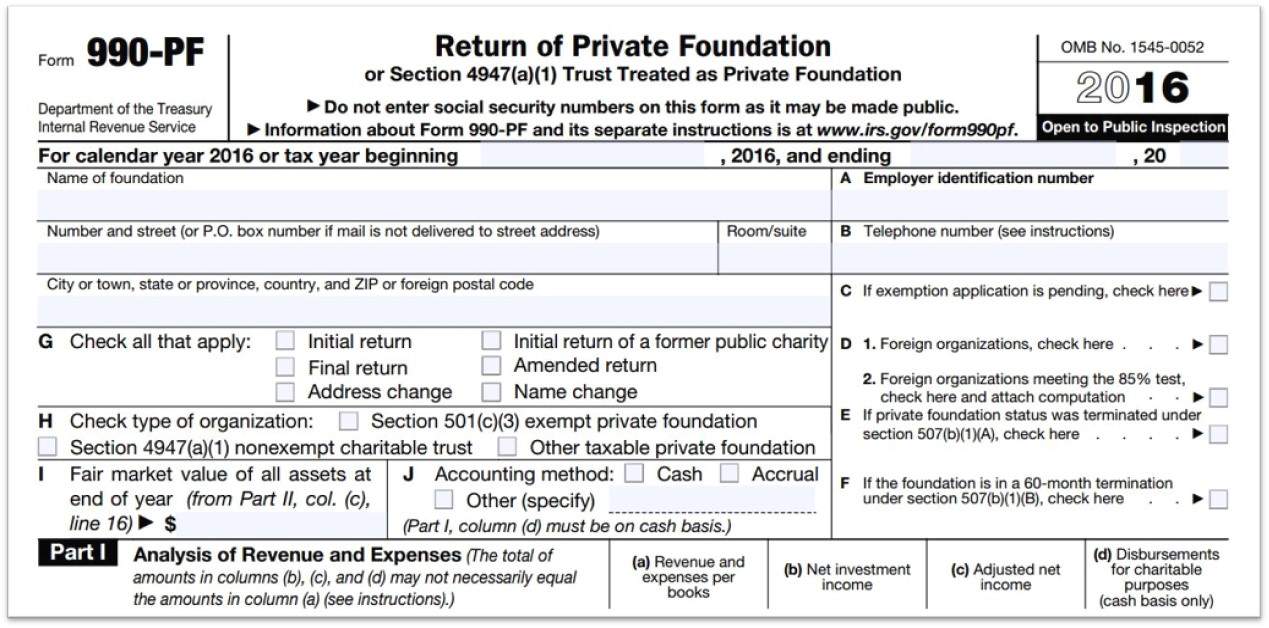 Form 990-PF
Department of the Treasury
Internal Revenue Service
Return of Private Foundation
or Section 4947(a)(1) Trust Treated as Private Foundation
▶ Do not enter social security numbers on this form as it may be made public.
▶ Information about Form 990-PF and its separate instructions is at www.irs.gov/form990pf.
OMB No. 1545-0052
2016
Open to Public Inspection
For calendar year 2016 or tax year beginning , 2016, and ending , 20
Name of foundation
A Employer identification number
Number and street (or P.O. box number if mail is not delivered to street address)
Room/suite
B Telephone number (see instructions)
City or town, state or province, country, and ZIP or foreign postal code
C If exemption application is pending, check here ▶
G Check all that apply: Initial return Initial return of a former public charity
Final return Amended return
Address change Name change
D 1. Foreign organizations, check here . . . ▶
2. Foreign organizations meeting the 85% test,
check here and attach computation . . ▶
H Check type of organization: Section 501(c)(3) exempt private foundation
Section 4947(a)(1) nonexempt charitable trust Other taxable private foundation
E If private foundation status was terminated under
section 507(b)(1)(A), check here . . . . ▶
I Fair market value of all assets at
end of year (from Part II, col. (c),
line 16) ▶ $
J Accounting method: Cash Accrual
Other (specify)
(Part I, column (d) must be on cash basis.)
F If the foundation is in a 60-month termination
under section 507(b)(1)(B), check here . . ▶
Part I Analysis of Revenue and Expenses (The total of
amounts in columns (b), (c), and (d) may not necessarily equal
the amounts in column (a) (see instructions).)
(a) Revenue and
expenses per
books
(b) Net investment
income
(c) Adjusted net
income
(d) Disbursements
for charitable
purposes
(cash basis only)